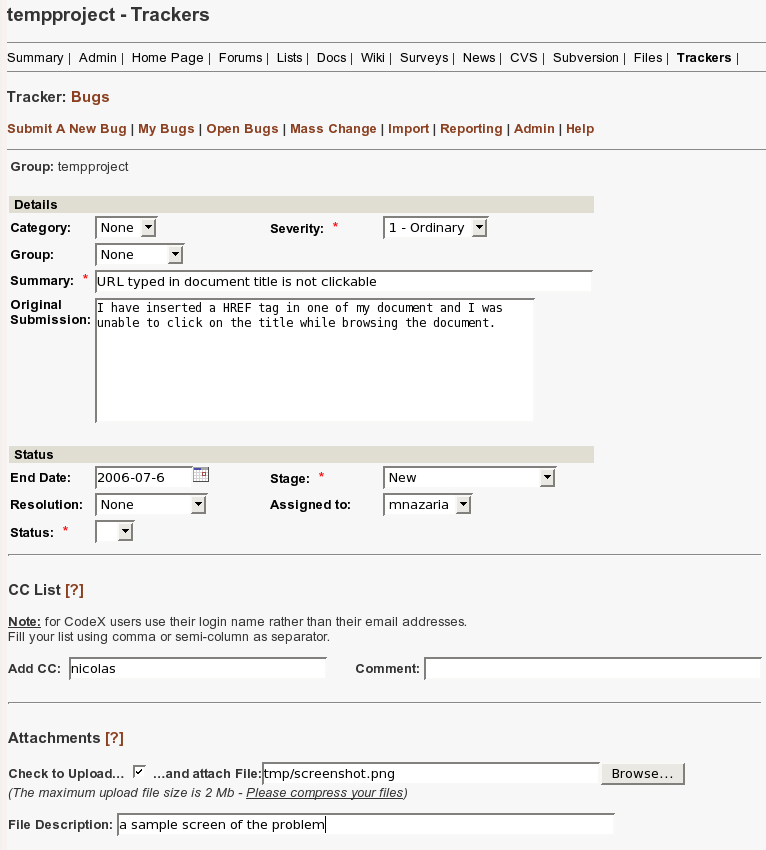 tempproject - Trackers
Summary | Admin | Home Page | Forums | Lists | Docs | Wiki | Surveys | News | CVS | Subversion | Files | Trackers |
Tracker: Bugs
Submit A New Bug | My Bugs | Open Bugs | Mass Change | Import | Reporting | Admin | Help
Group: tempproject
Details
Category: None Severity: * 1 - Ordinary
Group: None
Summary: * URL typed in document title is not clickable
Original Submission: I have inserted a HREF tag in one of my document and I was
unable to click on the title while browsing the document.
Status
End Date: 2006-07-6 Stage: * New
Resolution: None Assigned to: mnazaria
Status: *
CC List [?]
Note: for CodeX users use their login name rather than their email addresses.
Fill your list using comma or semi-column as separator.
Add CC: nicolas Comment:
Attachments [?]
Check to Upload... ...and attach File: tmp/screenshot.png Browse...
(The maximum upload file size is 2 Mb - Please compress your files)
File Description: a sample screen of the problem